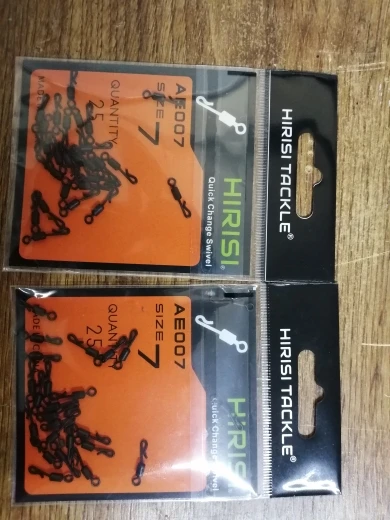 HIRISI TACKLE®
HIRISI®
Quick Change Swivel
AE007
SIZE 7
QUANTITY
25
MADE
HIRISI TACKLE®
HIRISI
Quick Change Swivel
AE007
SIZE 7
QUANTITY
25